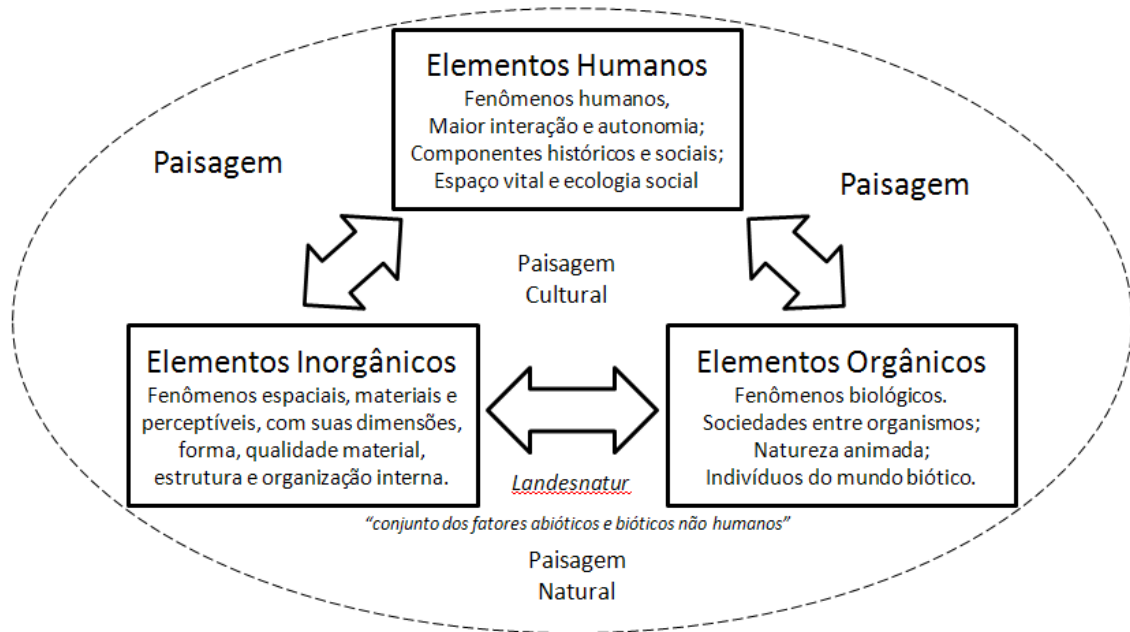 Elementos Humanos
Fenômenos humanos,
Maior interação e autonomia;
Componentes históricos e sociais;
Espaço vital e ecologia social
Paisagem
Paisagem
Paisagem
Cultural
Elementos Inorgânicos
Fenômenos espaciais, materiais e
perceptíveis, com suas dimensões,
forma, qualidade material,
estrutura e organização interna.
Elementos Orgânicos
Fenômenos biológicos.
Sociedades entre organismos;
Natureza animada;
Indivíduos do mundo biótico.
Landesnatur
“conjunto dos fatores abióticos e bióticos não humanos”
Paisagem
Natural